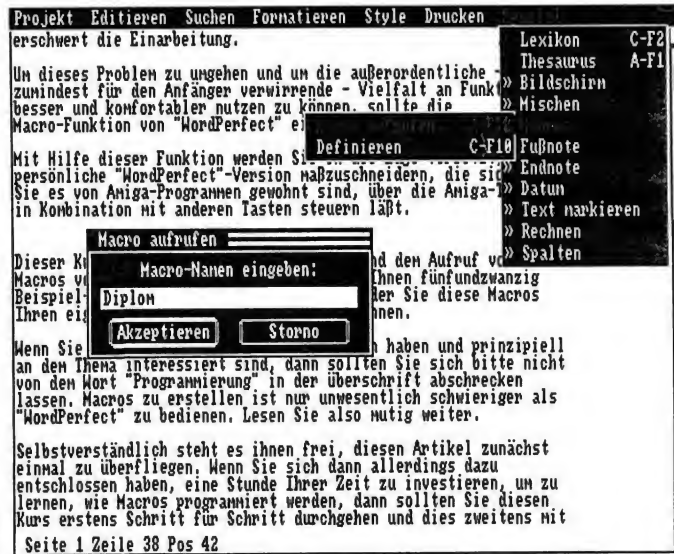 Projekt Editieren Suchen Formatieren Style Drucken
erschwert die Einarbeitung.
Um dieses Problem zu umgehen und um die außerordentliche -
zumindest für den Anfänger verwirrende - Vielfalt an Funkt
besser und komfortabler nutzen zu können, sollte die
Macro-Funktion von "WordPerfect" ei
Mit Hilfe dieser Funktion werden Si
persönliche "WordPerfect"-Version maßzuschneidern, die sic
Sie es von Amiga-Programmen gewohnt sind, über die Amiga-T
in Kombination mit anderen Tasten steuern läßt.
Lexikon C-F2
Thesaurus A-F1
» Bildschirm
» Mischen
Definieren C-F10
Fußnote
» Endnote
» Datum
» Text markieren
» Rechnen
» Spalten
Macro aufrufen
Macro-Namen eingeben:
Diplom
Akzeptieren Storno
Dieser K nd dem Aufruf vo
Macros v Ihnen fünfundzwanzig
Beispiel- der Sie diese Macros
Ihren eig nnen.
Wenn Sie h haben und prinzipiell
an dem Thema interessiert sind, dann sollten Sie sich bitte nicht
von dem Wort "Programmierung" in der überschrift abschrecken
lassen. Macros zu erstellen ist nur unwesentlich schwieriger als
"WordPerfect" zu bedienen. Lesen Sie also mutig weiter.
Selbstverständlich steht es ihnen frei, diesen Artikel zunächst
einmal zu überfliegen. Wenn Sie sich dann allerdings dazu
entschlossen haben, eine Stunde Ihrer Zeit zu investieren, um zu
lernen, wie Macros programmiert werden, dann sollten Sie diesen
Kurs erstens Schritt für Schritt durchgehen und dies zweitens mit
Seite 1 Zeile 38 Pos 42